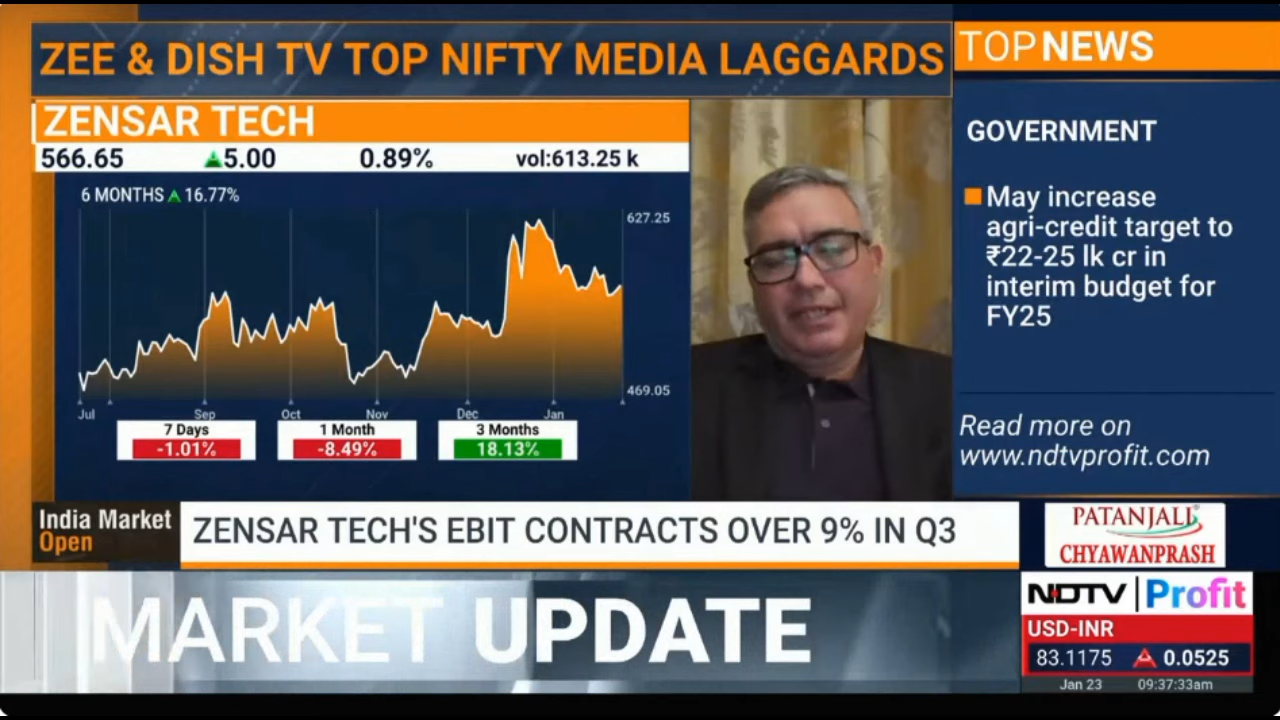 ZEE & DISH TV TOP NIFTY MEDIA LAGGARDS
TOP NEWS
ZENSAR TECH
566.65 5.00 0.89% vol:613.25 k
6 MONTHS 16.77%
627.25
469.05
Jul Sep Oct Nov Dec Jan
7 Days 1 Month 3 Months
-1.01% -8.49% 18.13%
GOVERNMENT
May increase
agri-credit target to
₹22-25 lk cr in
interim budget for
FY25
Read more on
www.ndtvprofit.com
India Market
Open
ZENSAR TECH'S EBIT CONTRACTS OVER 9% IN Q3
PATANJALI
CHYAWANPRASH
MARKET UPDATE
NDTV Profit
USD-INR
83.1175 0.0525
Jan 23 09:37:33am